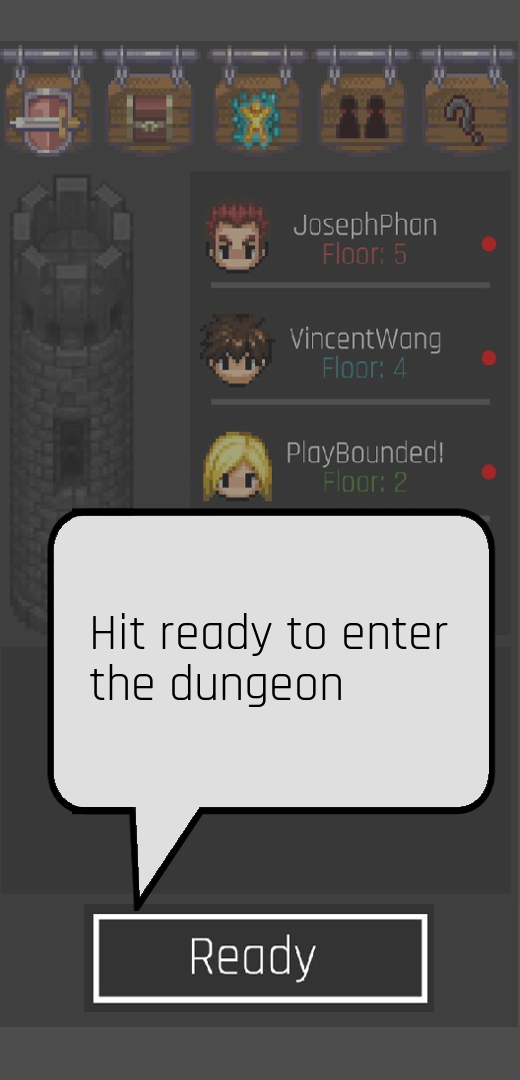 JosephPhan
Floor: 5
VincentWang
Floor: 4
PlayBounded!
Floor: 2
Hit ready to enter
the dungeon
Ready